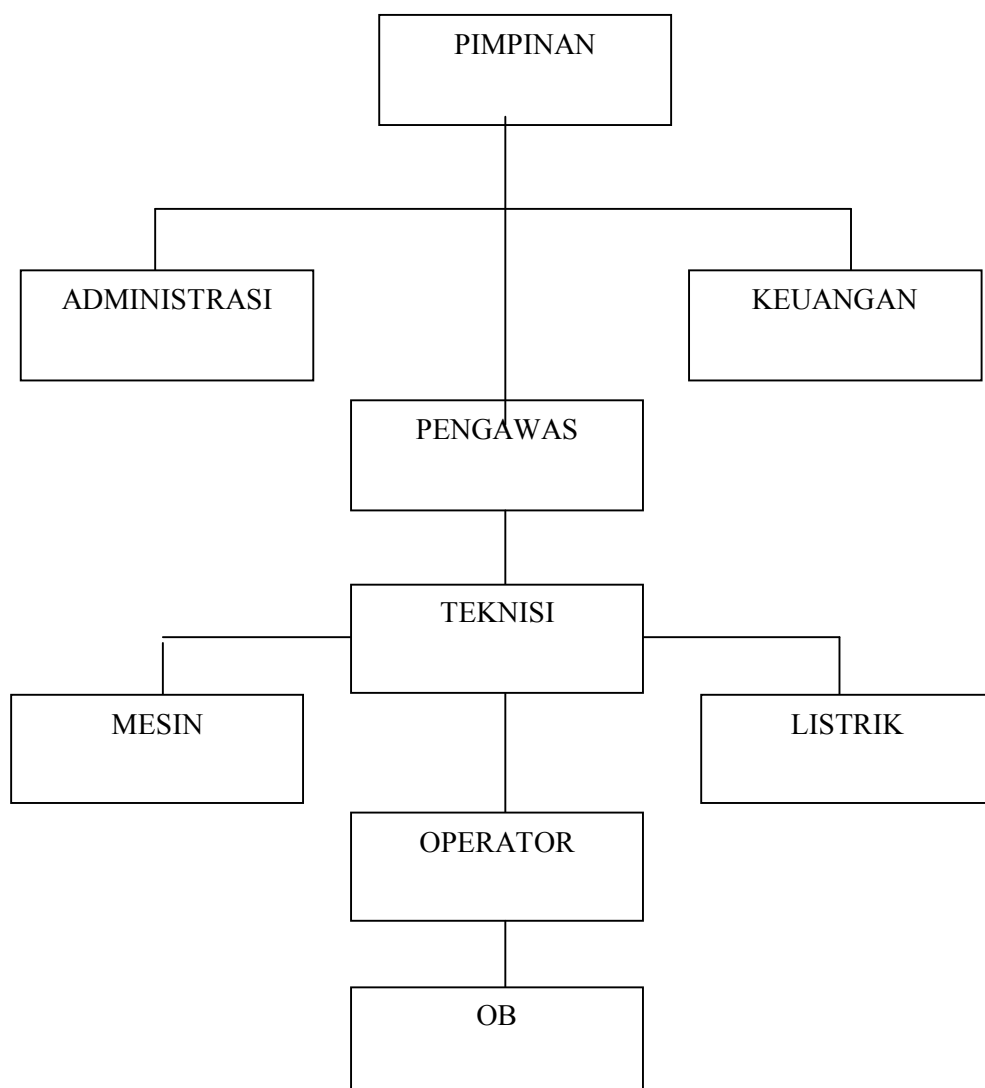 PIMPINAN
ADMINISTRASI
KEUANGAN
PENGAWAS
TEKNISI
MESIN
LISTRIK
OPERATOR
OB